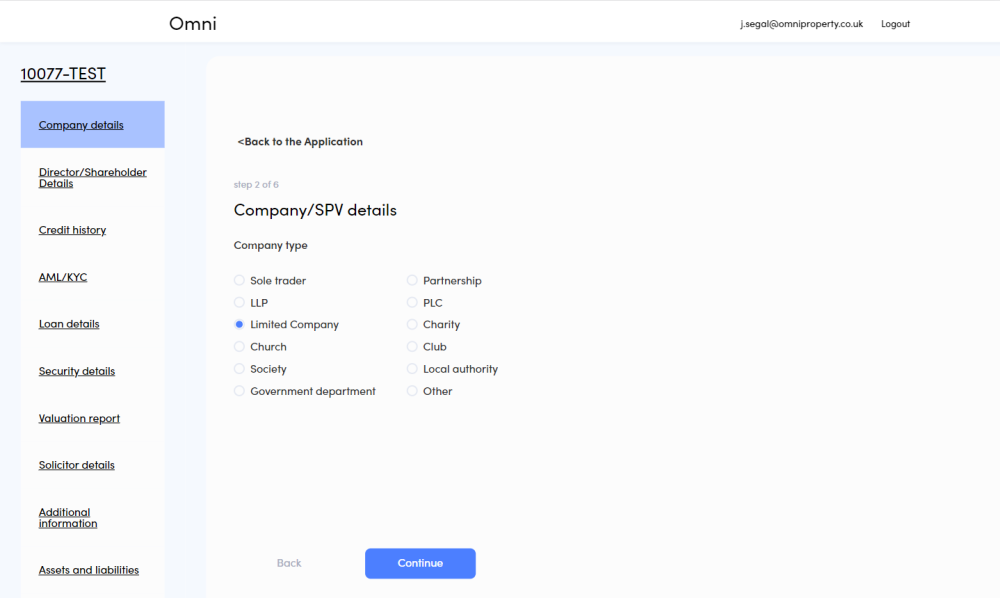 Omni
j.segal@omniproperty.co.uk Logout
10077-TEST
Company details
Director/Shareholder
Details
Credit history
AML/KYC
Loan details
Security details
Valuation report
Solicitor details
Additional
information
Assets and liabilities
<Back to the Application
step 2 of 6
Company/SPV details
Company type
Sole trader Partnership
LLP PLC
Limited Company Charity
Church Club
Society Local authority
Government department Other
Back Continue